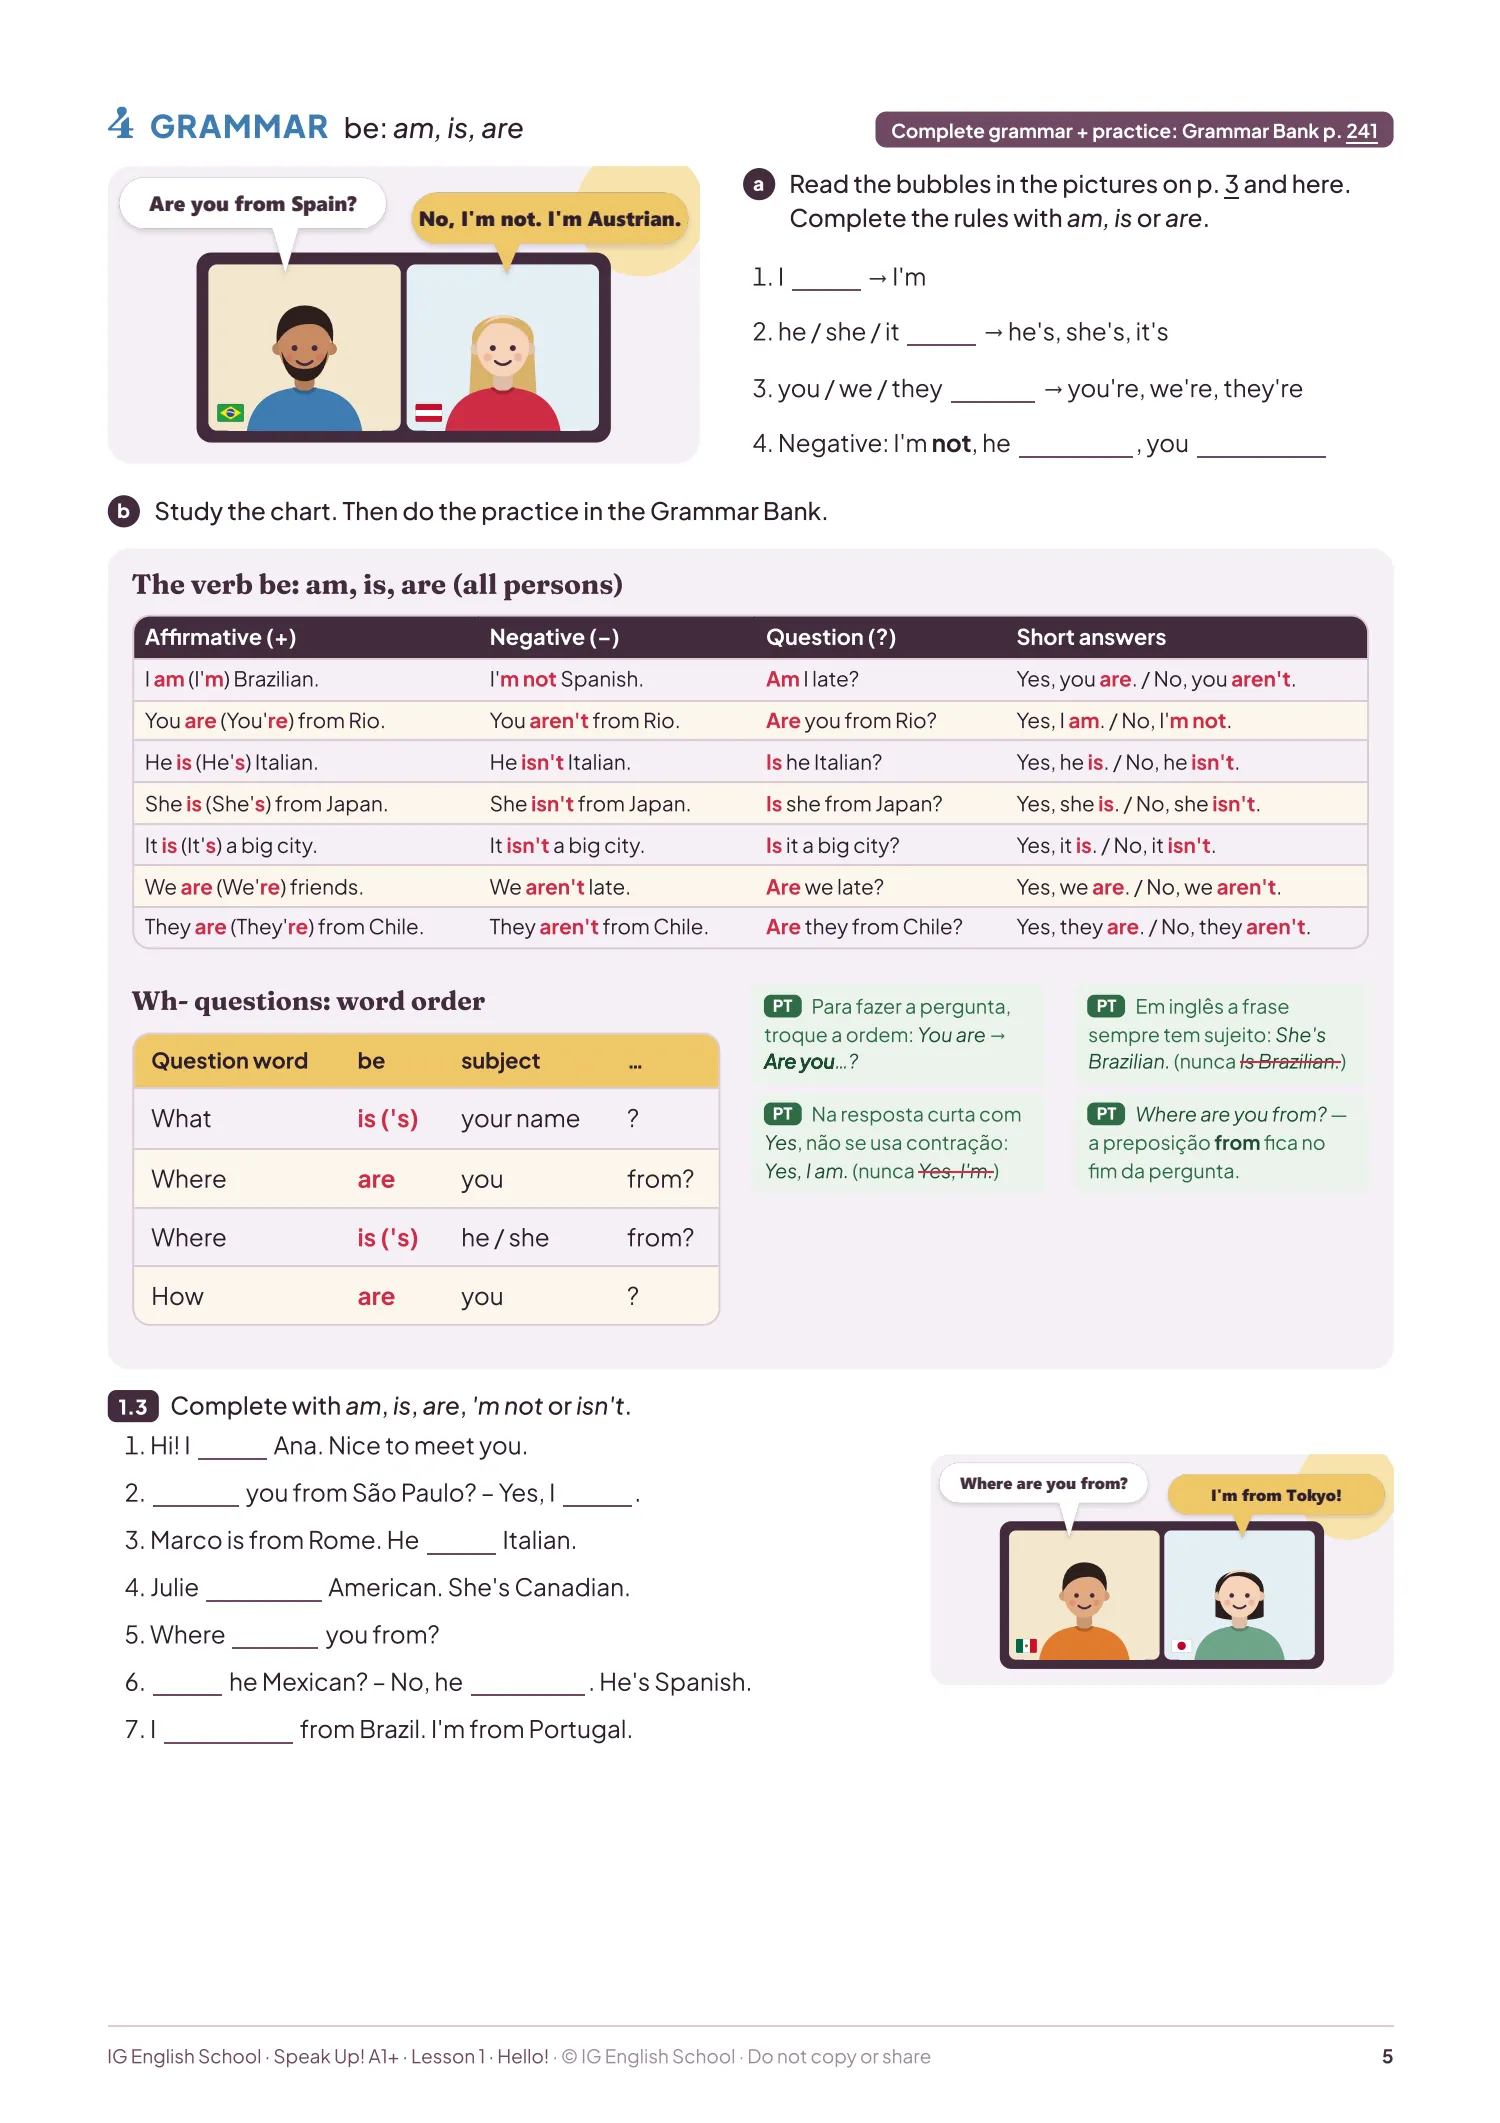 4 GRAMMAR be: am, is, are
Complete grammar + practice: Grammar Bank p. 241
Are you from Spain?
No, I'm not. I'm Austrian.
a Read the bubbles in the pictures on p. 3 and here.
Complete the rules with am, is or are.
1. I _____ → I'm
2. he / she / it _____ → he's, she's, it's
3. you / we / they ______ → you're, we're, they're
4. Negative: I'm not, he ________, you _________
b Study the chart. Then do the practice in the Grammar Bank.
The verb be: am, is, are (all persons)
Affirmative (+) Negative (–) Question (?) Short answers
I am (I'm) Brazilian. I'm not Spanish. Am I late? Yes, you are. / No, you aren't.
You are (You're) from Rio. You aren't from Rio. Are you from Rio? Yes, I am. / No, I'm not.
He is (He's) Italian. He isn't Italian. Is he Italian? Yes, he is. / No, he isn't.
She is (She's) from Japan. She isn't from Japan. Is she from Japan? Yes, she is. / No, she isn't.
It is (It's) a big city. It isn't a big city. Is it a big city? Yes, it is. / No, it isn't.
We are (We're) friends. We aren't late. Are we late? Yes, we are. / No, we aren't.
They are (They're) from Chile. They aren't from Chile. Are they from Chile? Yes, they are. / No, they aren't.
Wh- questions: word order
Question word be subject ...
What is ('s) your name ?
Where are you from?
Where is ('s) he / she from?
How are you ?
PT Para fazer a pergunta,
troque a ordem: You are →
Are you...?
PT Em inglês a frase
sempre tem sujeito: She's
Brazilian. (nunca Is Brazilian.)
PT Na resposta curta com
Yes, não se usa contração:
Yes, I am. (nunca Yes, I'm.)
PT Where are you from? —
a preposição from fica no
fim da pergunta.
1.3 Complete with am, is, are, 'm not or isn't.
1. Hi! I _____ Ana. Nice to meet you.
2. ______ you from São Paulo? – Yes, I _____.
3. Marco is from Rome. He _____ Italian.
4. Julie ________ American. She's Canadian.
5. Where ______ you from?
6. _____ he Mexican? – No, he ________. He's Spanish.
7. I _________ from Brazil. I'm from Portugal.
Where are you from?
I'm from Tokyo!
IG English School · Speak Up! A1+ · Lesson 1 · Hello! · © IG English School · Do not copy or share
5